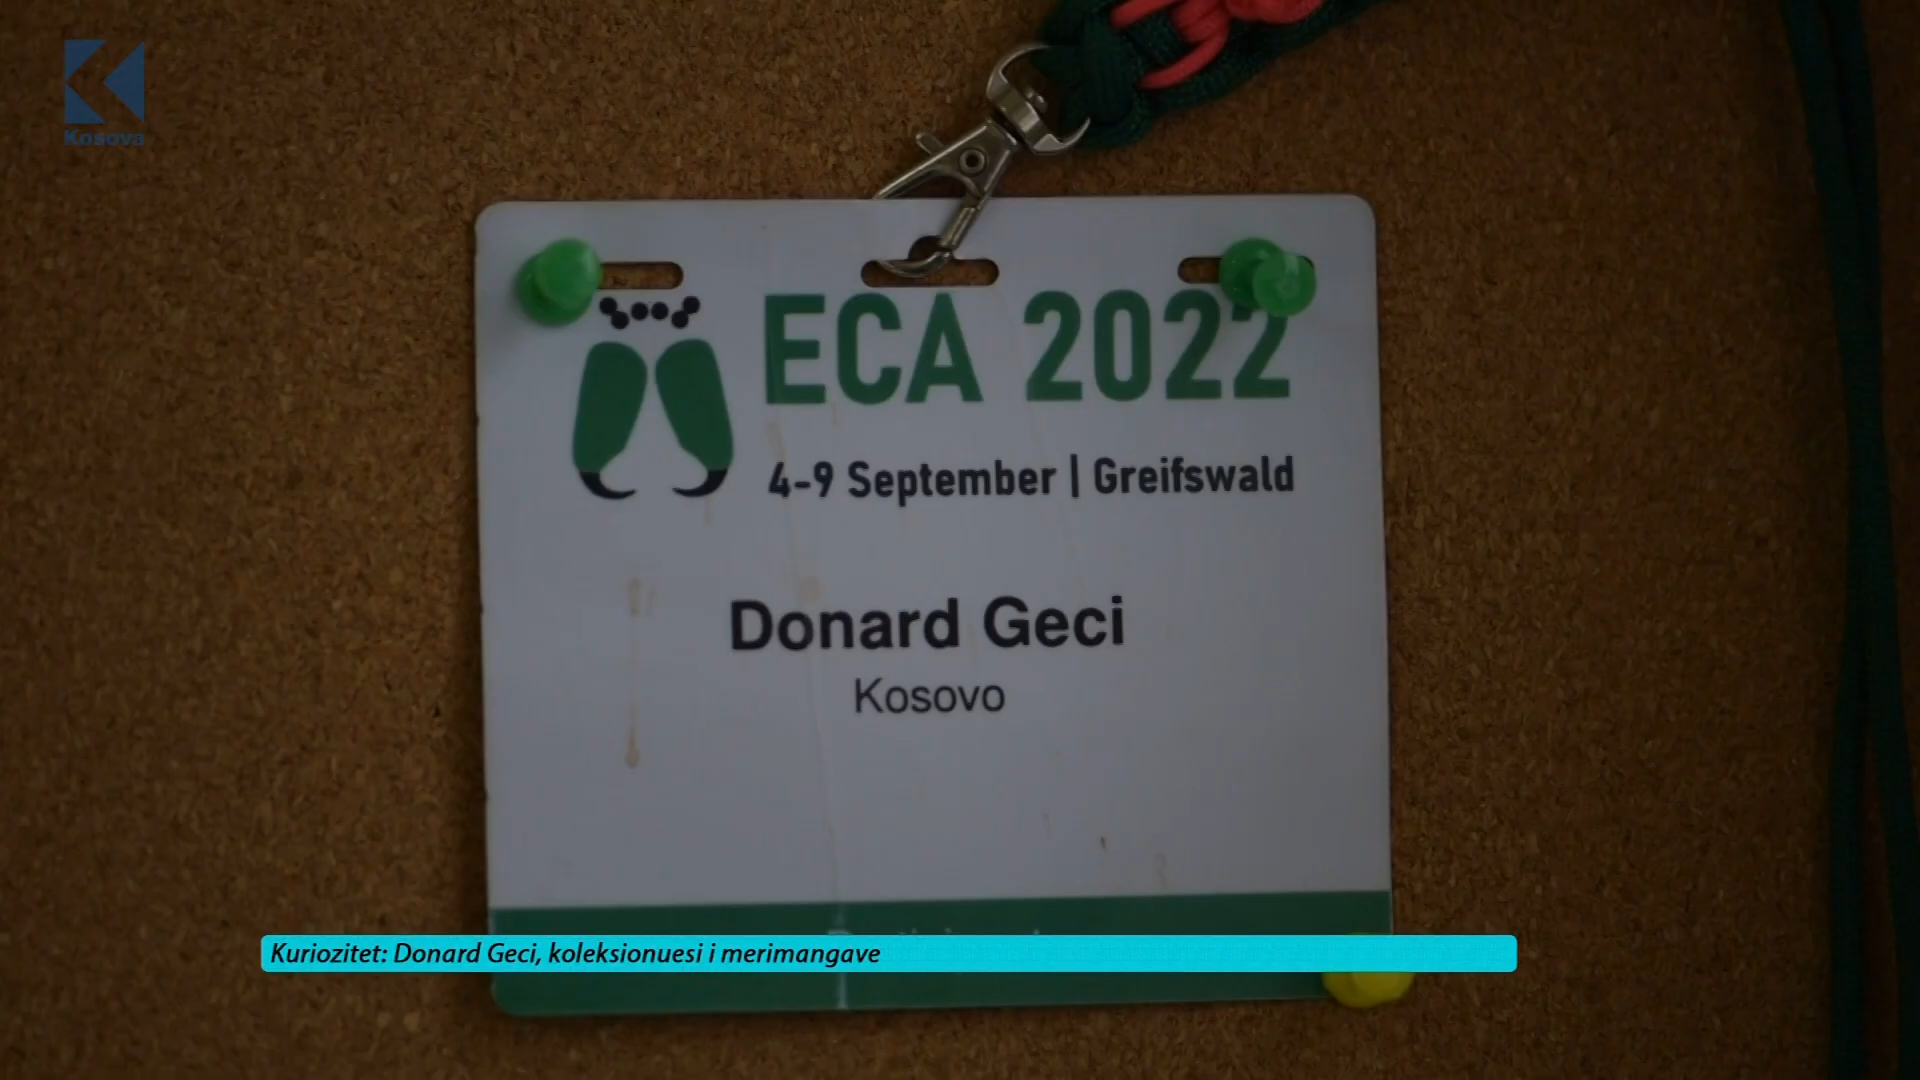 Kosova
ECA 2022
4-9 September | Greifswald
Donard Geci
Kosovo
Kuriozitet: Donard Geci, koleksionuesi i merimangave